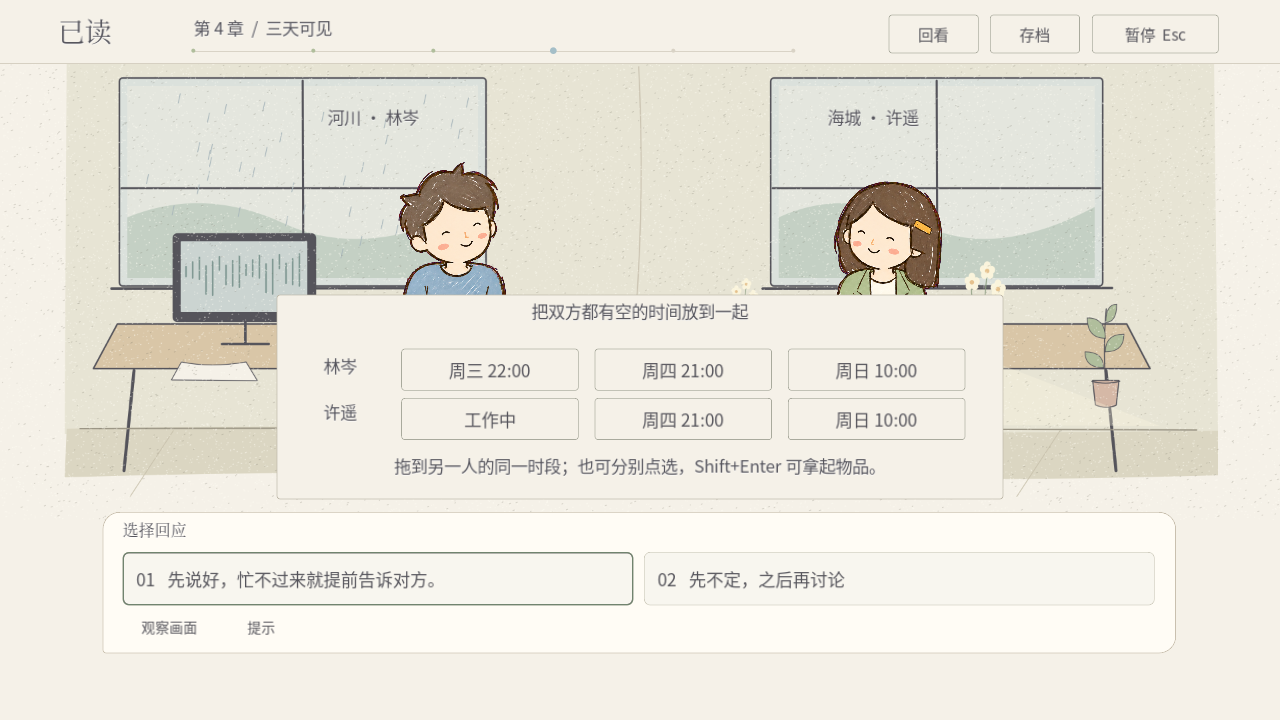 已读
第 4 章 / 三天可见
回看
存档
暂停 Esc
河川 · 林岑
海城 · 许遥
把双方都有空的时间放到一起
林岑
周三 22:00
周四 21:00
周日 10:00
许遥
工作中
周四 21:00
周日 10:00
拖到另一人的同一时段；也可分别点选，Shift+Enter 可拿起物品。
选择回应
01 先说好，忙不过来就提前告诉对方。
02 先不定，之后再讨论
观察画面
提示